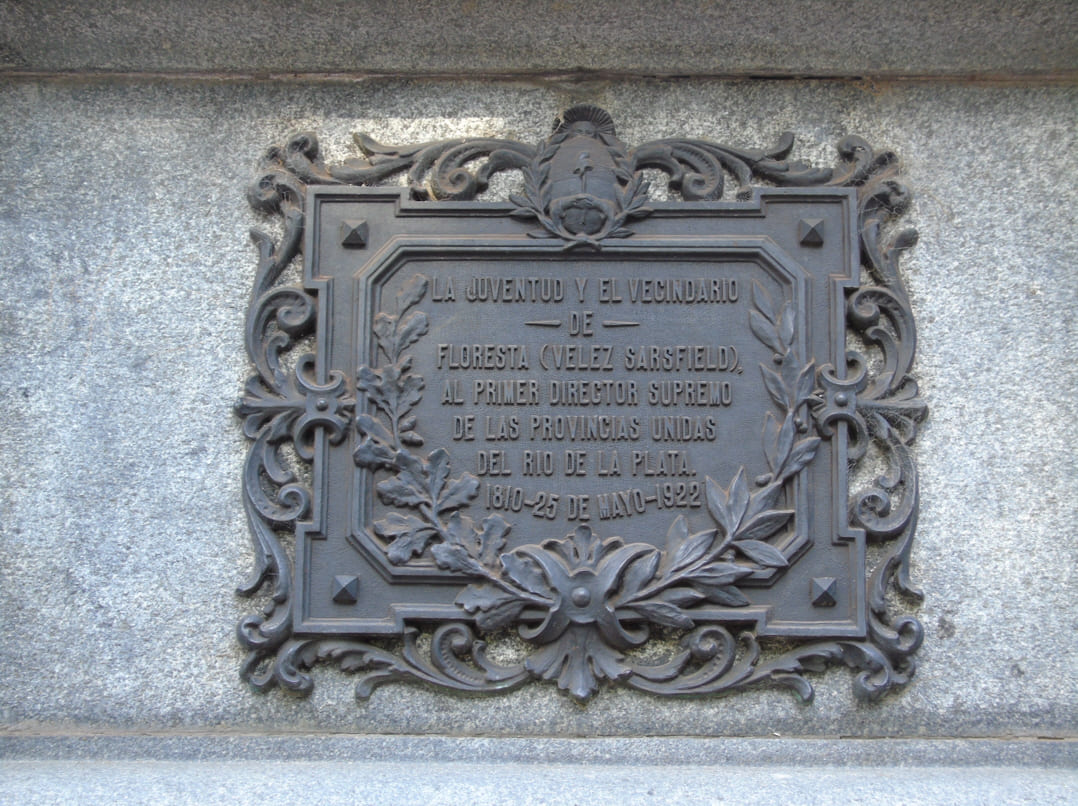 LA JUVENTUD Y EL VECINDARIO
DE
FLORESTA (VELEZ SARSFIELD),
AL PRIMER DIRECTOR SUPREMO
DE LAS PROVINCIAS UNIDAS
DEL RIO DE LA PLATA.
1810-25 DE MAYO-1922